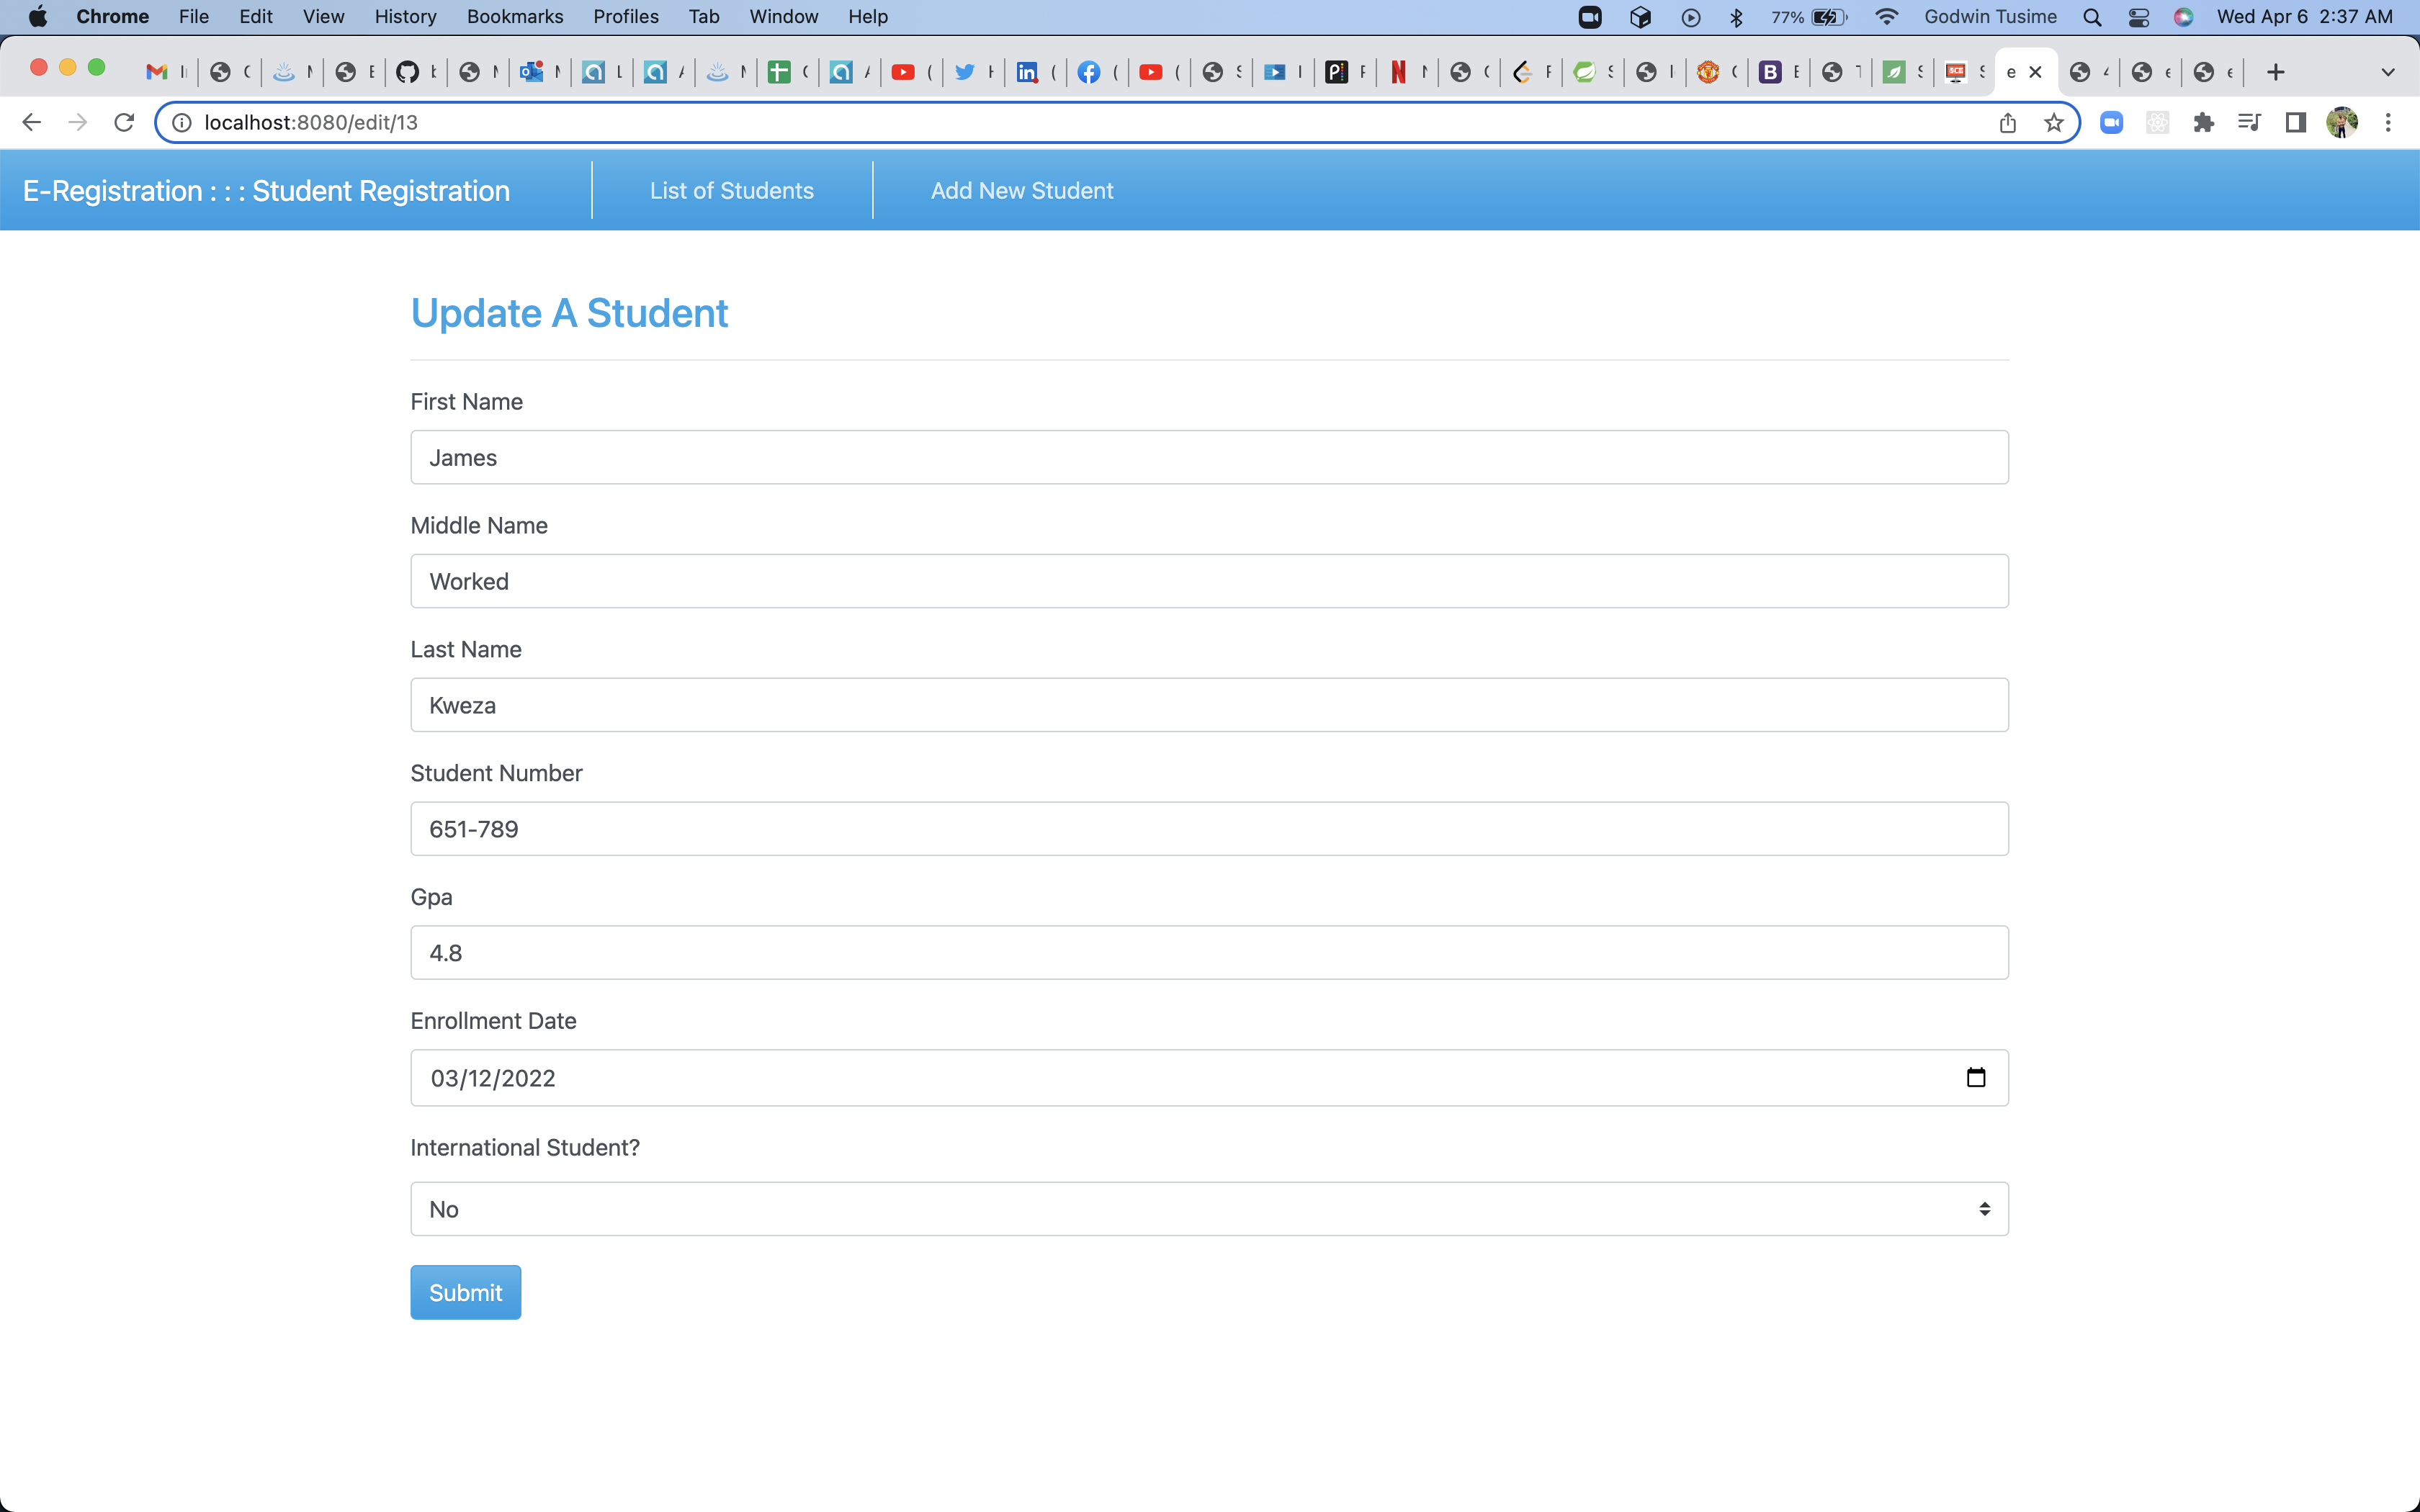 Chrome File Edit View History Bookmarks Profiles Tab Window Help 77% Godwin Tusime Wed Apr 6 2:37 AM
localhost:8080/edit/13
E-Registration : : : Student Registration List of Students Add New Student
Update A Student
First Name
James
Middle Name
Worked
Last Name
Kweza
Student Number
651-789
Gpa
4.8
Enrollment Date
03/12/2022
International Student?
No
Submit